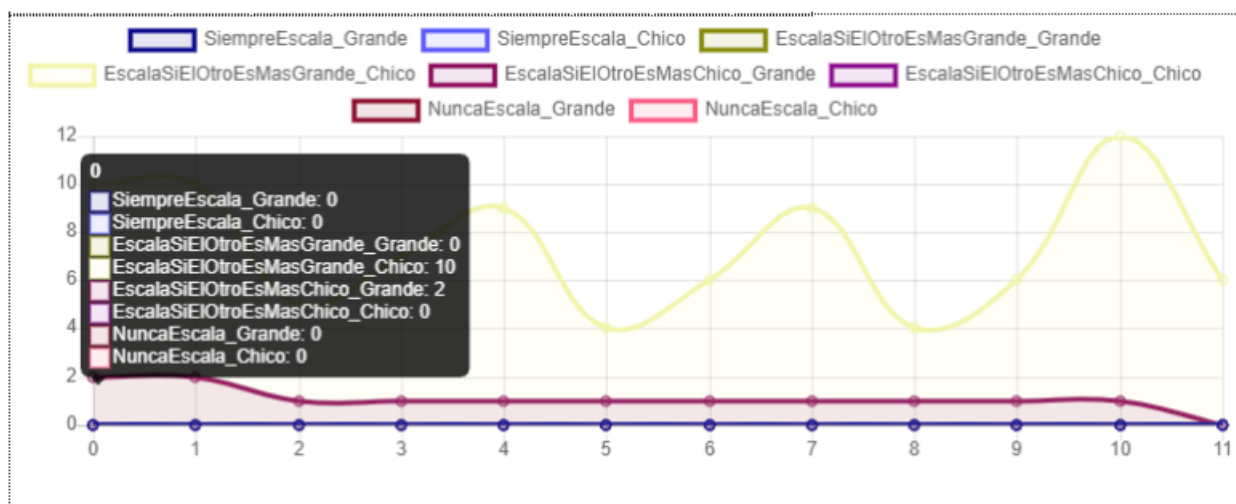 SiempreEscala_Grande SiempreEscala_Chico EscalaSiElOtroEsMasGrande_Grande
EscalaSiElOtroEsMasGrande_Chico EscalaSiElOtroEsMasChico_Grande EscalaSiElOtroEsMasChico_Chico
NuncaEscala_Grande NuncaEscala_Chico
12
10
8
6
4
2
0
0
SiempreEscala_Grande: 0
SiempreEscala_Chico: 0
EscalaSiElOtroEsMasGrande_Grande: 0
EscalaSiElOtroEsMasGrande_Chico: 10
EscalaSiElOtroEsMasChico_Grande: 2
EscalaSiElOtroEsMasChico_Chico: 0
NuncaEscala_Grande: 0
NuncaEscala_Chico: 0
0 1 2 3 4 5 6 7 8 9 10 11